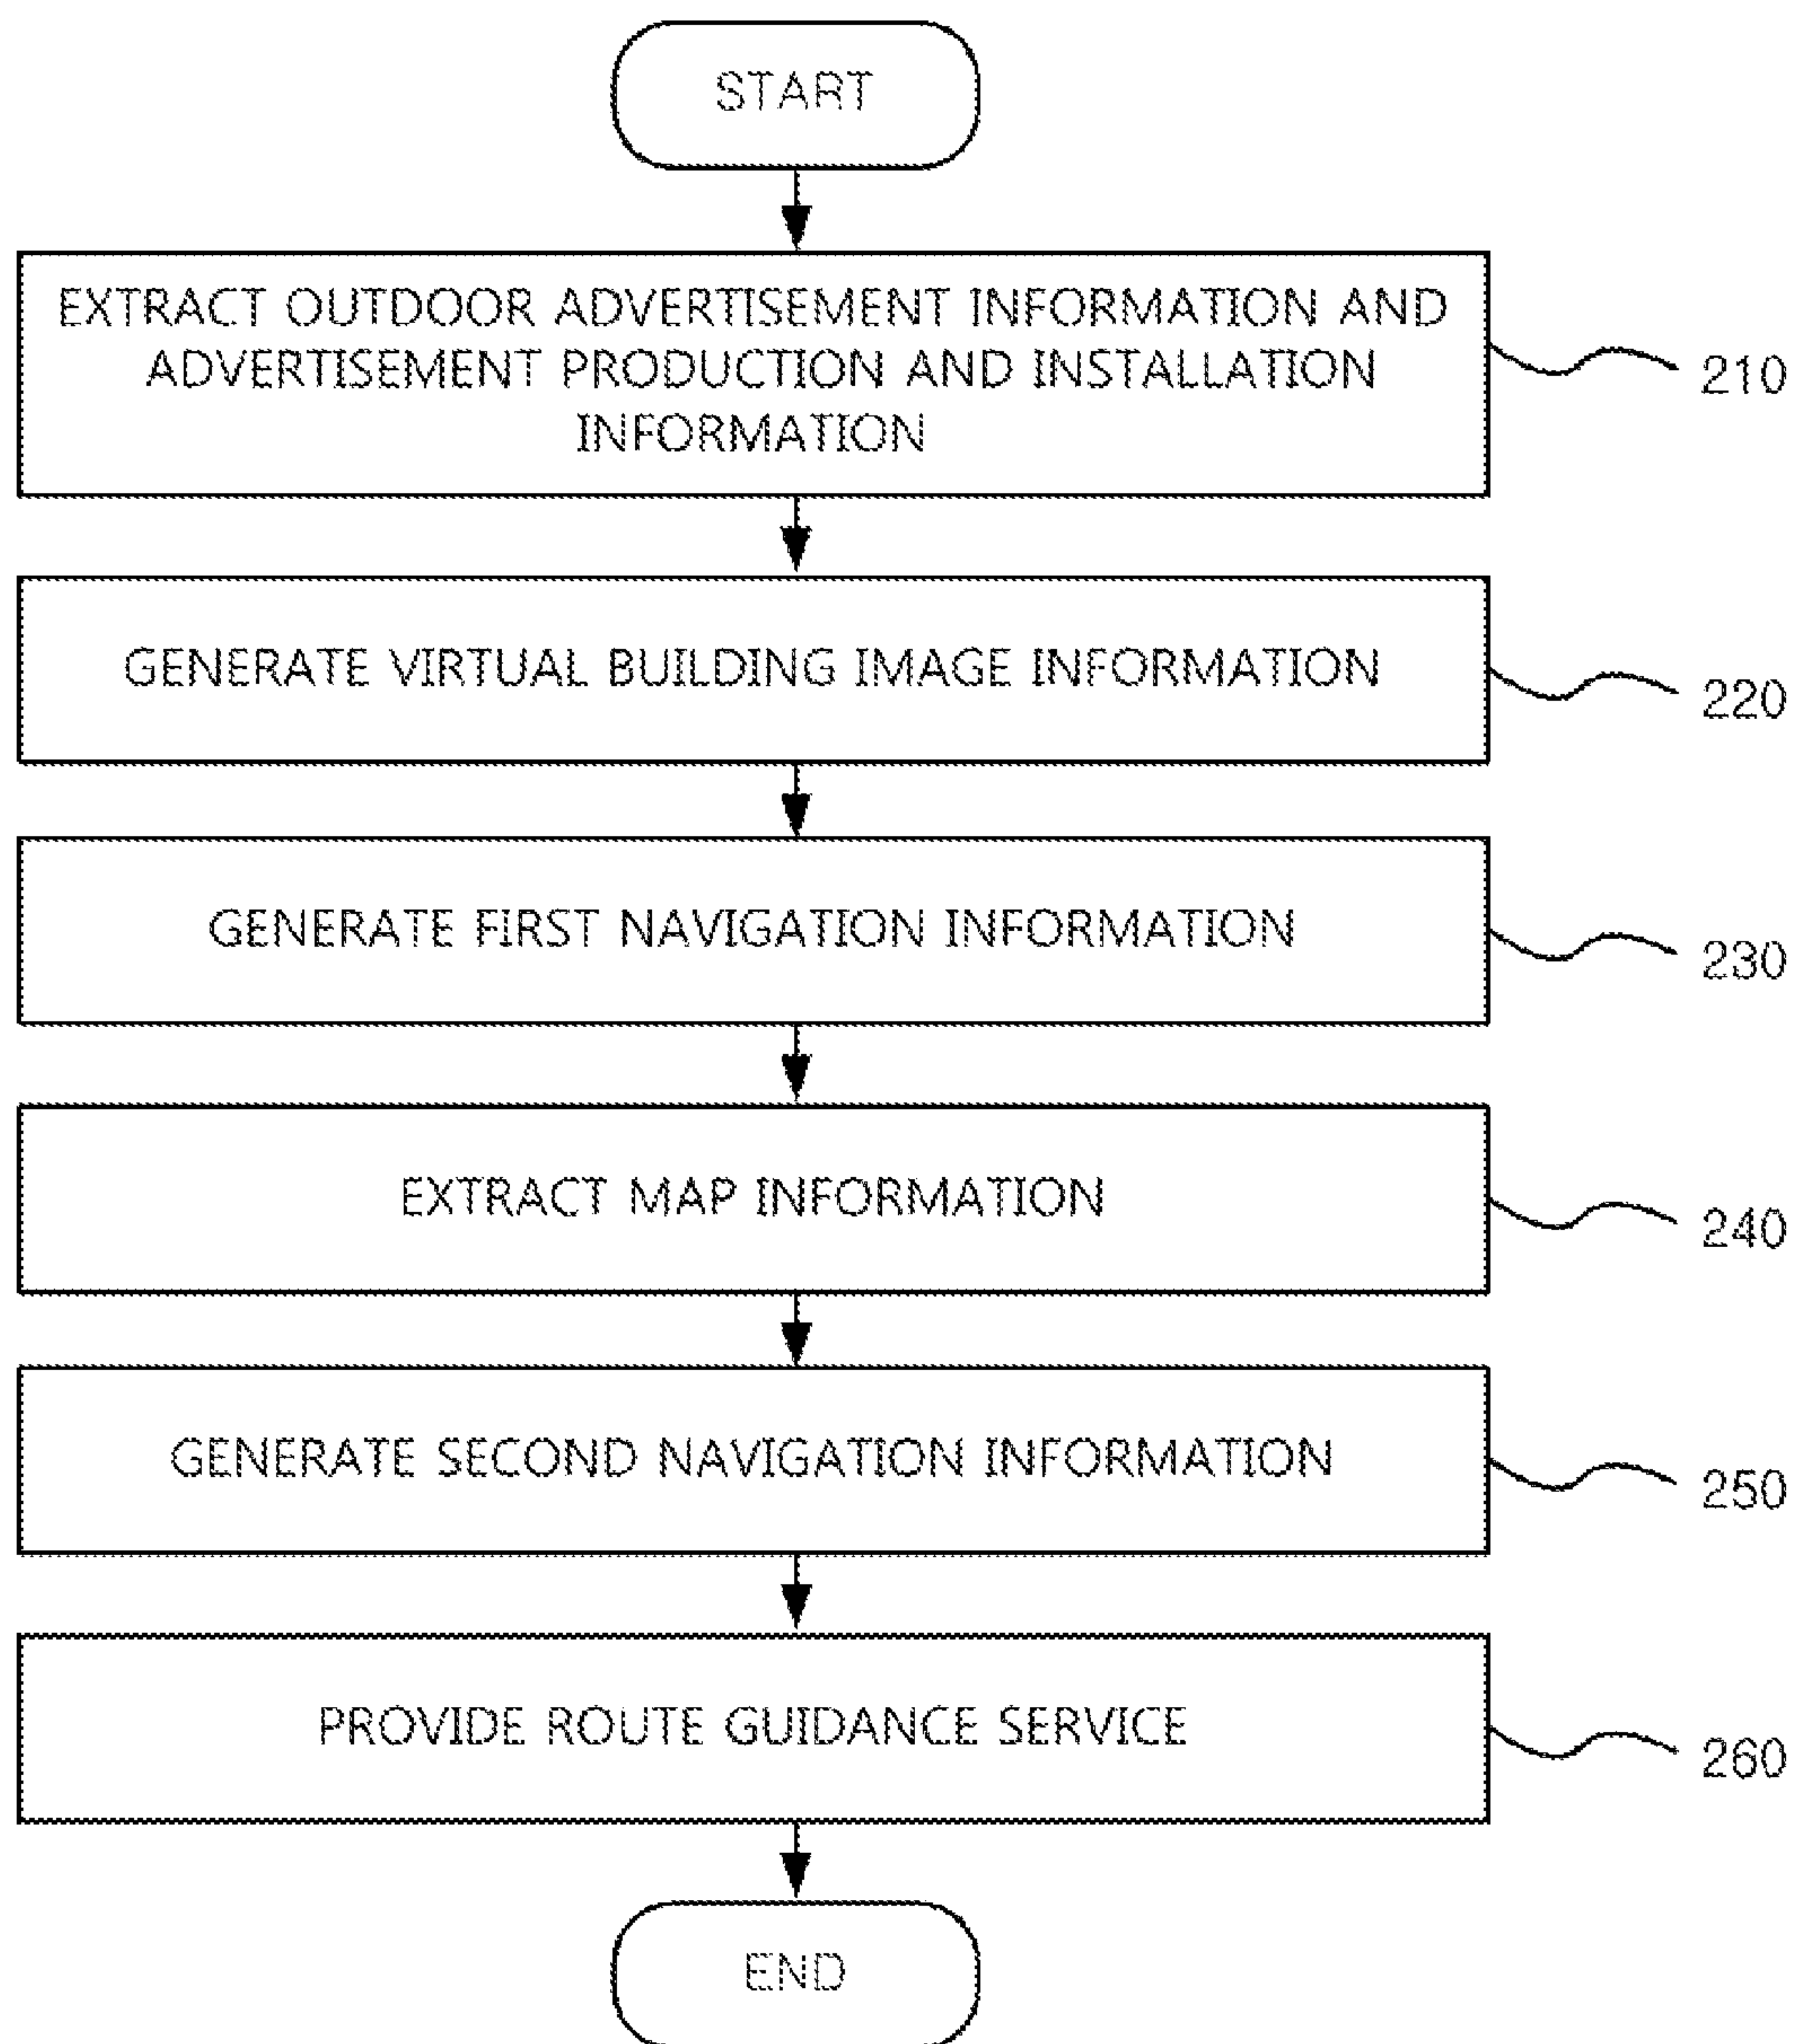 START
EXTRACT OUTDOOR ADVERTISEMENT INFORMATION AND
ADVERTISEMENT PRODUCTION AND INSTALLATION
INFORMATION
210
GENERATE VIRTUAL BUILDING IMAGE INFORMATION
220
GENERATE FIRST NAVIGATION INFORMATION
230
EXTRACT MAP INFORMATION
240
GENERATE SECOND NAVIGATION INFORMATION
250
PROVIDE ROUTE GUIDANCE SERVICE
260
END